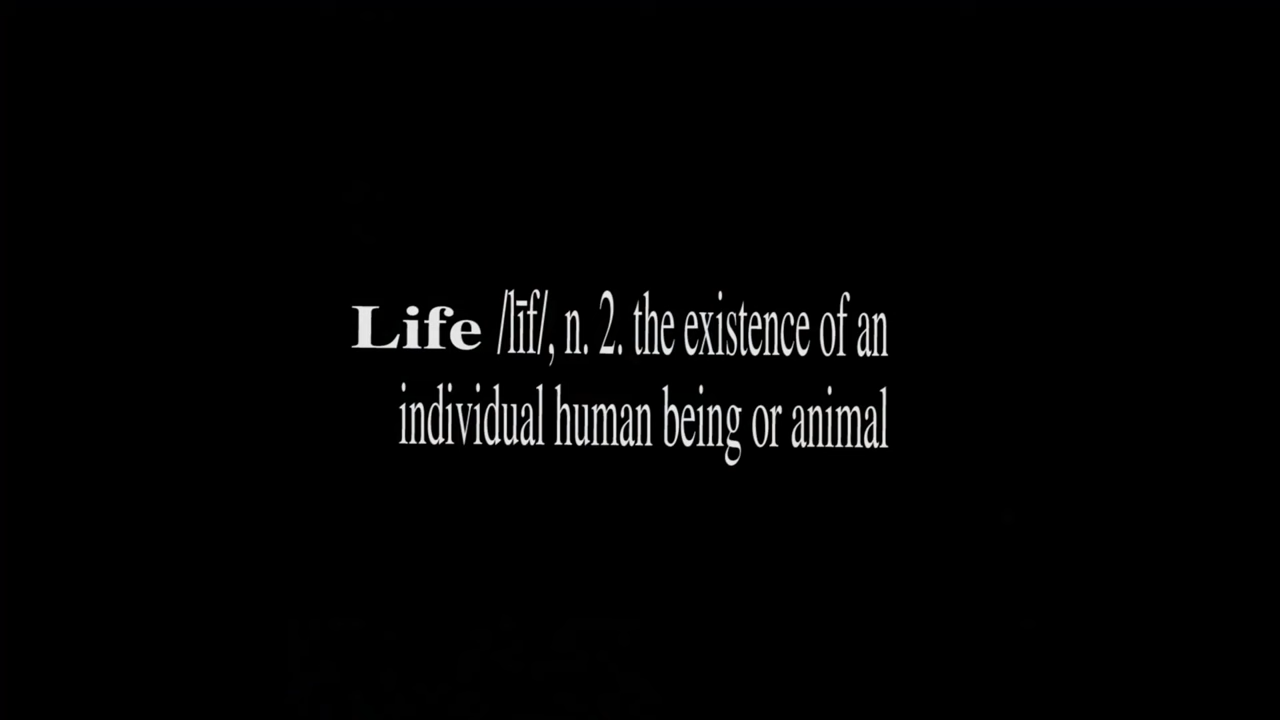 Life /līf/, n. 2. the existence of an
individual human being or animal